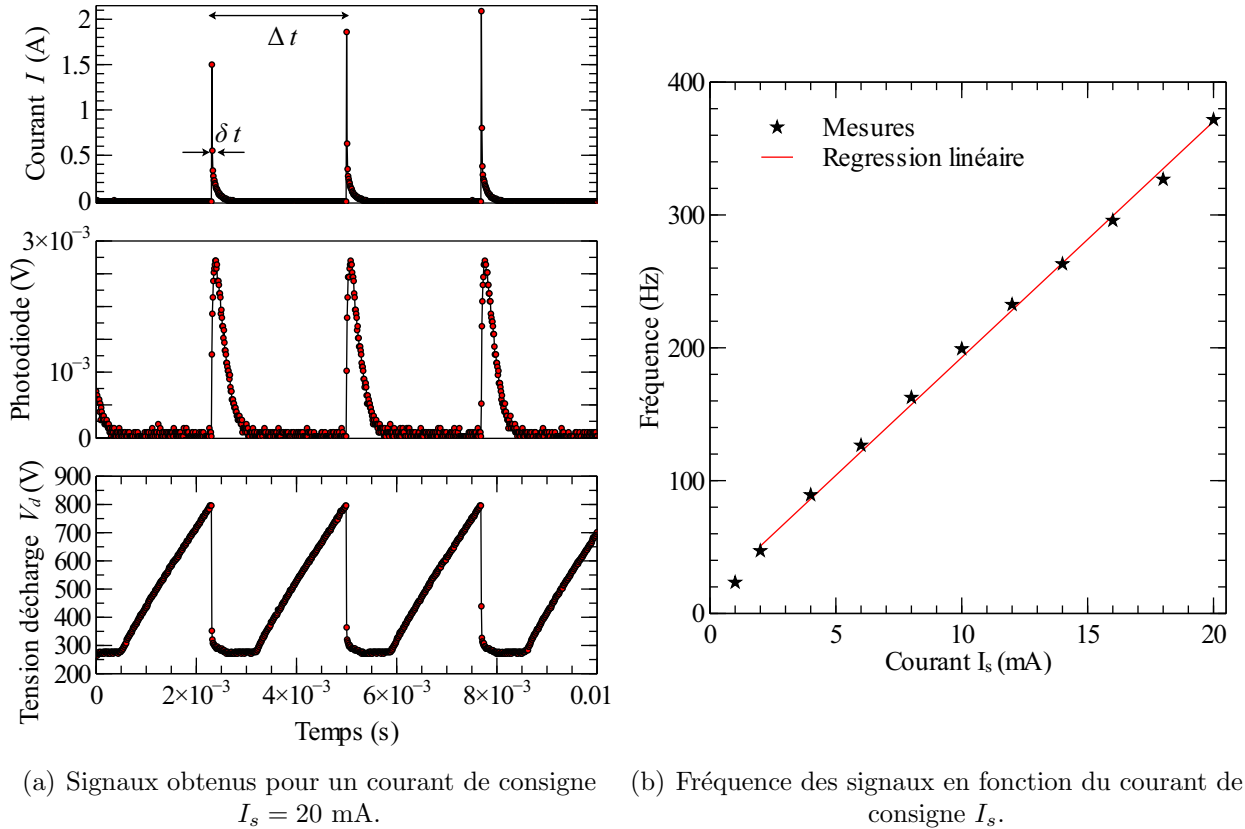 2
1.5
1
0.5
0
Courant I (A)
Δ t
δ t
3×10⁻³
10⁻³
0
Photodiode (V)
900
800
700
600
500
400
300
200
Tension décharge V_d (V)
0
2×10⁻³
4×10⁻³
6×10⁻³
8×10⁻³
0.01
Temps (s)
(a) Signaux obtenus pour un courant de consigne
I_s = 20 mA.
400
300
200
100
0
Fréquence (Hz)
Mesures
Regression linéaire
0
5
10
15
20
Courant I_s (mA)
(b) Fréquence des signaux en fonction du courant de
consigne I_s.